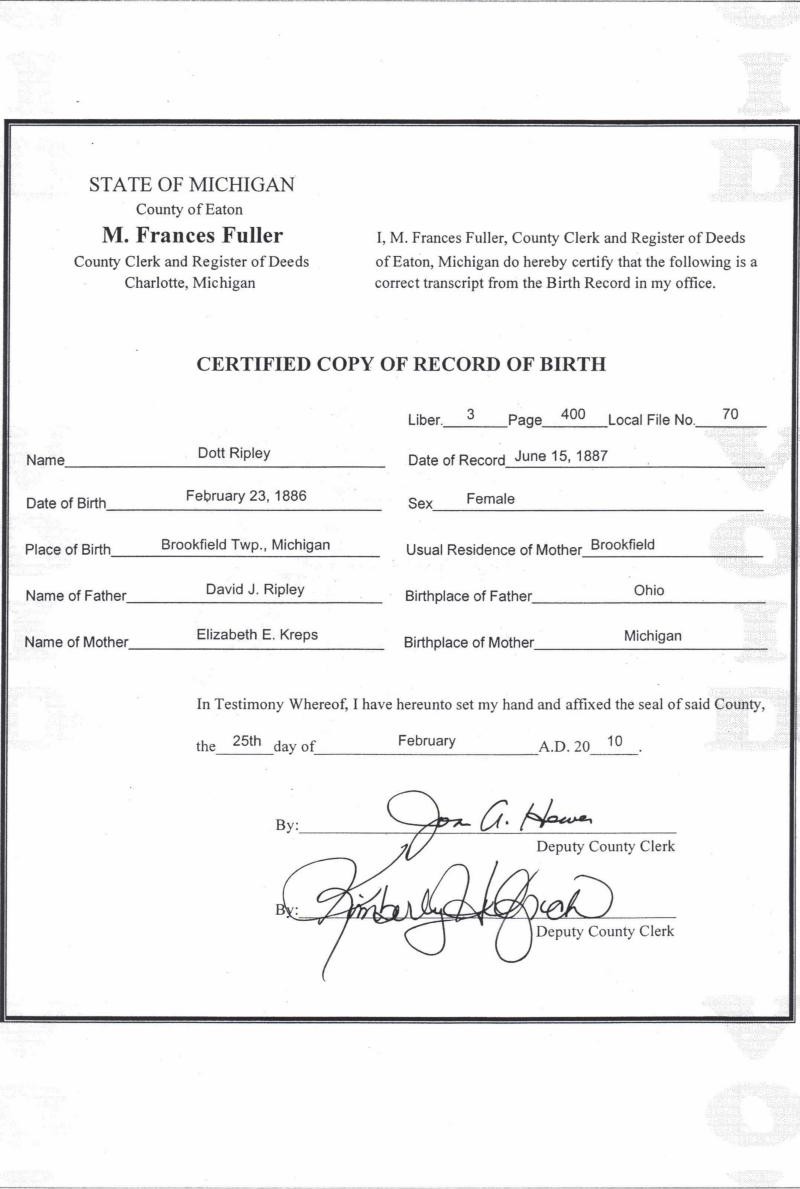 STATE OF MICHIGAN
County of Eaton
M. Frances Fuller
County Clerk and Register of Deeds
Charlotte, Michigan
I, M. Frances Fuller, County Clerk and Register of Deeds
of Eaton, Michigan do hereby certify that the following is a
correct transcript from the Birth Record in my office.
CERTIFIED COPY OF RECORD OF BIRTH
Liber. 3 Page 400 Local File No. 70
Name Dott Ripley
Date of Record June 15, 1887
Date of Birth February 23, 1886
Sex Female
Place of Birth Brookfield Twp., Michigan
Usual Residence of Mother Brookfield
Name of Father David J. Ripley
Birthplace of Father Ohio
Name of Mother Elizabeth E. Kreps
Birthplace of Mother Michigan
In Testimony Whereof, I have hereunto set my hand and affixed the seal of said County,
the 25th day of February A.D. 20 10 .
By: A.
Deputy County Clerk
By: Kimberly
Deputy County Clerk
VOID
VOID